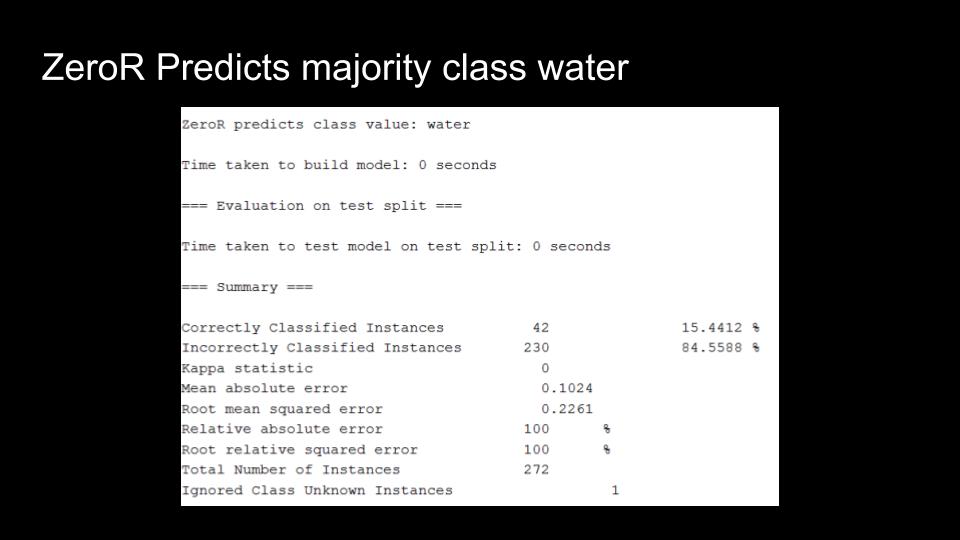 ZeroR Predicts majority class water
ZeroR predicts class value: water
Time taken to build model: 0 seconds
=== Evaluation on test split ===
Time taken to test model on test split: 0 seconds
=== Summary ===
Correctly Classified Instances 42 15.4412 %
Incorrectly Classified Instances 230 84.5588 %
Kappa statistic 0
Mean absolute error 0.1024
Root mean squared error 0.2261
Relative absolute error 100 %
Root relative squared error 100 %
Total Number of Instances 272
Ignored Class Unknown Instances 1